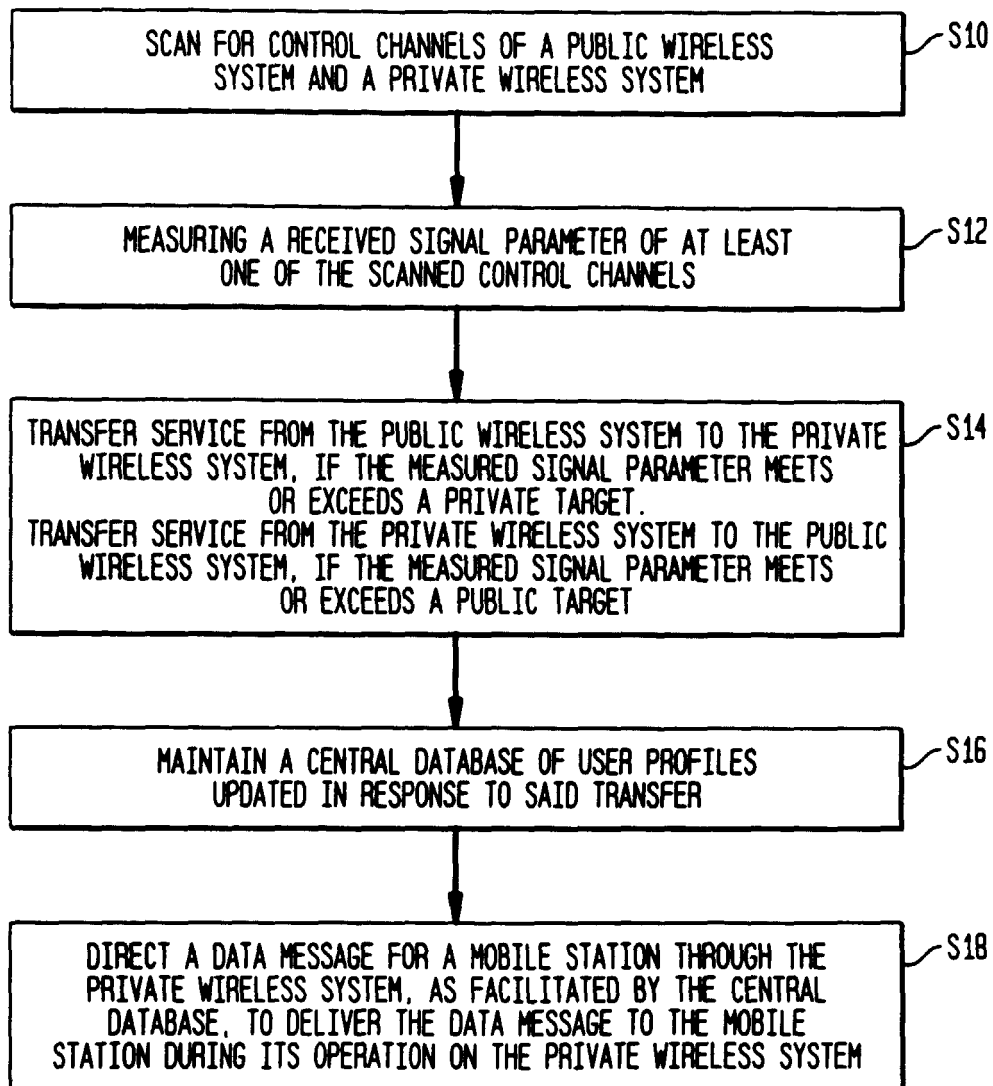 SCAN FOR CONTROL CHANNELS OF A PUBLIC WIRELESS
SYSTEM AND A PRIVATE WIRELESS SYSTEM
S10
MEASURING A RECEIVED SIGNAL PARAMETER OF AT LEAST
ONE OF THE SCANNED CONTROL CHANNELS
S12
TRANSFER SERVICE FROM THE PUBLIC WIRELESS SYSTEM TO THE PRIVATE
WIRELESS SYSTEM, IF THE MEASURED SIGNAL PARAMETER MEETS
OR EXCEEDS A PRIVATE TARGET.
TRANSFER SERVICE FROM THE PRIVATE WIRELESS SYSTEM TO THE PUBLIC
WIRELESS SYSTEM, IF THE MEASURED SIGNAL PARAMETER MEETS
OR EXCEEDS A PUBLIC TARGET
S14
MAINTAIN A CENTRAL DATABASE OF USER PROFILES
UPDATED IN RESPONSE TO SAID TRANSFER
S16
DIRECT A DATA MESSAGE FOR A MOBILE STATION THROUGH THE
PRIVATE WIRELESS SYSTEM, AS FACILITATED BY THE CENTRAL
DATABASE, TO DELIVER THE DATA MESSAGE TO THE MOBILE
STATION DURING ITS OPERATION ON THE PRIVATE WIRELESS SYSTEM
S18